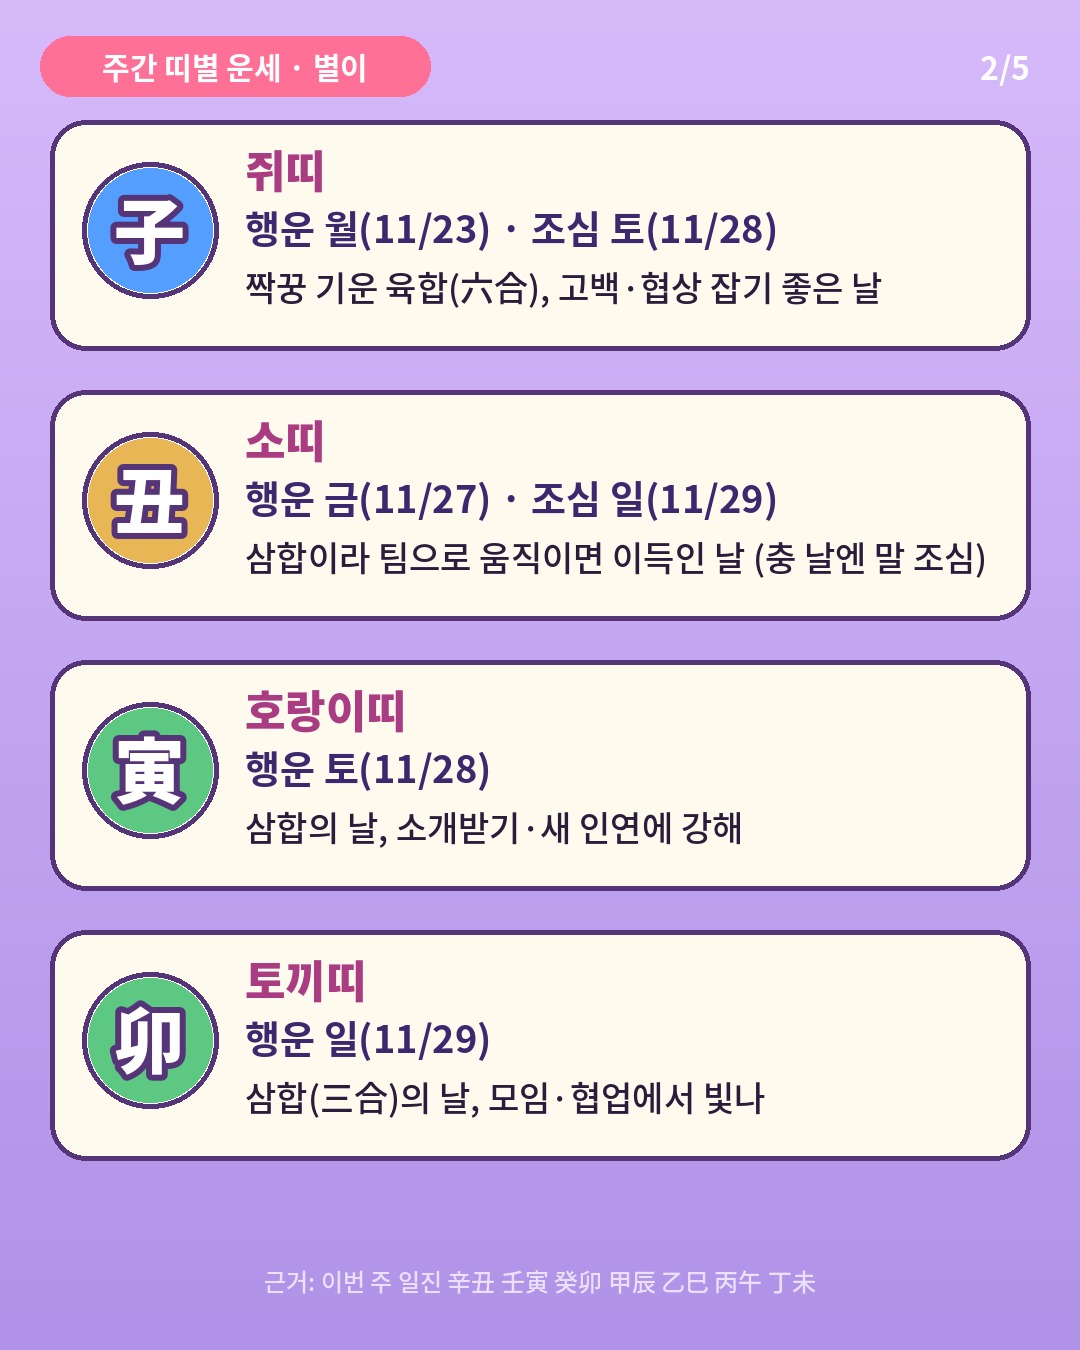 주간 띠별 운세 · 별이
2/5
子
쥐띠
행운 월(11/23) · 조심 토(11/28)
짝꿍 기운 육합(六合), 고백·협상 잡기 좋은 날
丑
소띠
행운 금(11/27) · 조심 일(11/29)
삼합이라 팀으로 움직이면 이득인 날 (충 날엔 말 조심)
寅
호랑이띠
행운 토(11/28)
삼합의 날, 소개받기·새 인연에 강해
卯
토끼띠
행운 일(11/29)
삼합(三合)의 날, 모임·협업에서 빛나
근거: 이번 주 일진 辛丑 壬寅 癸卯 甲辰 乙巳 丙午 丁未